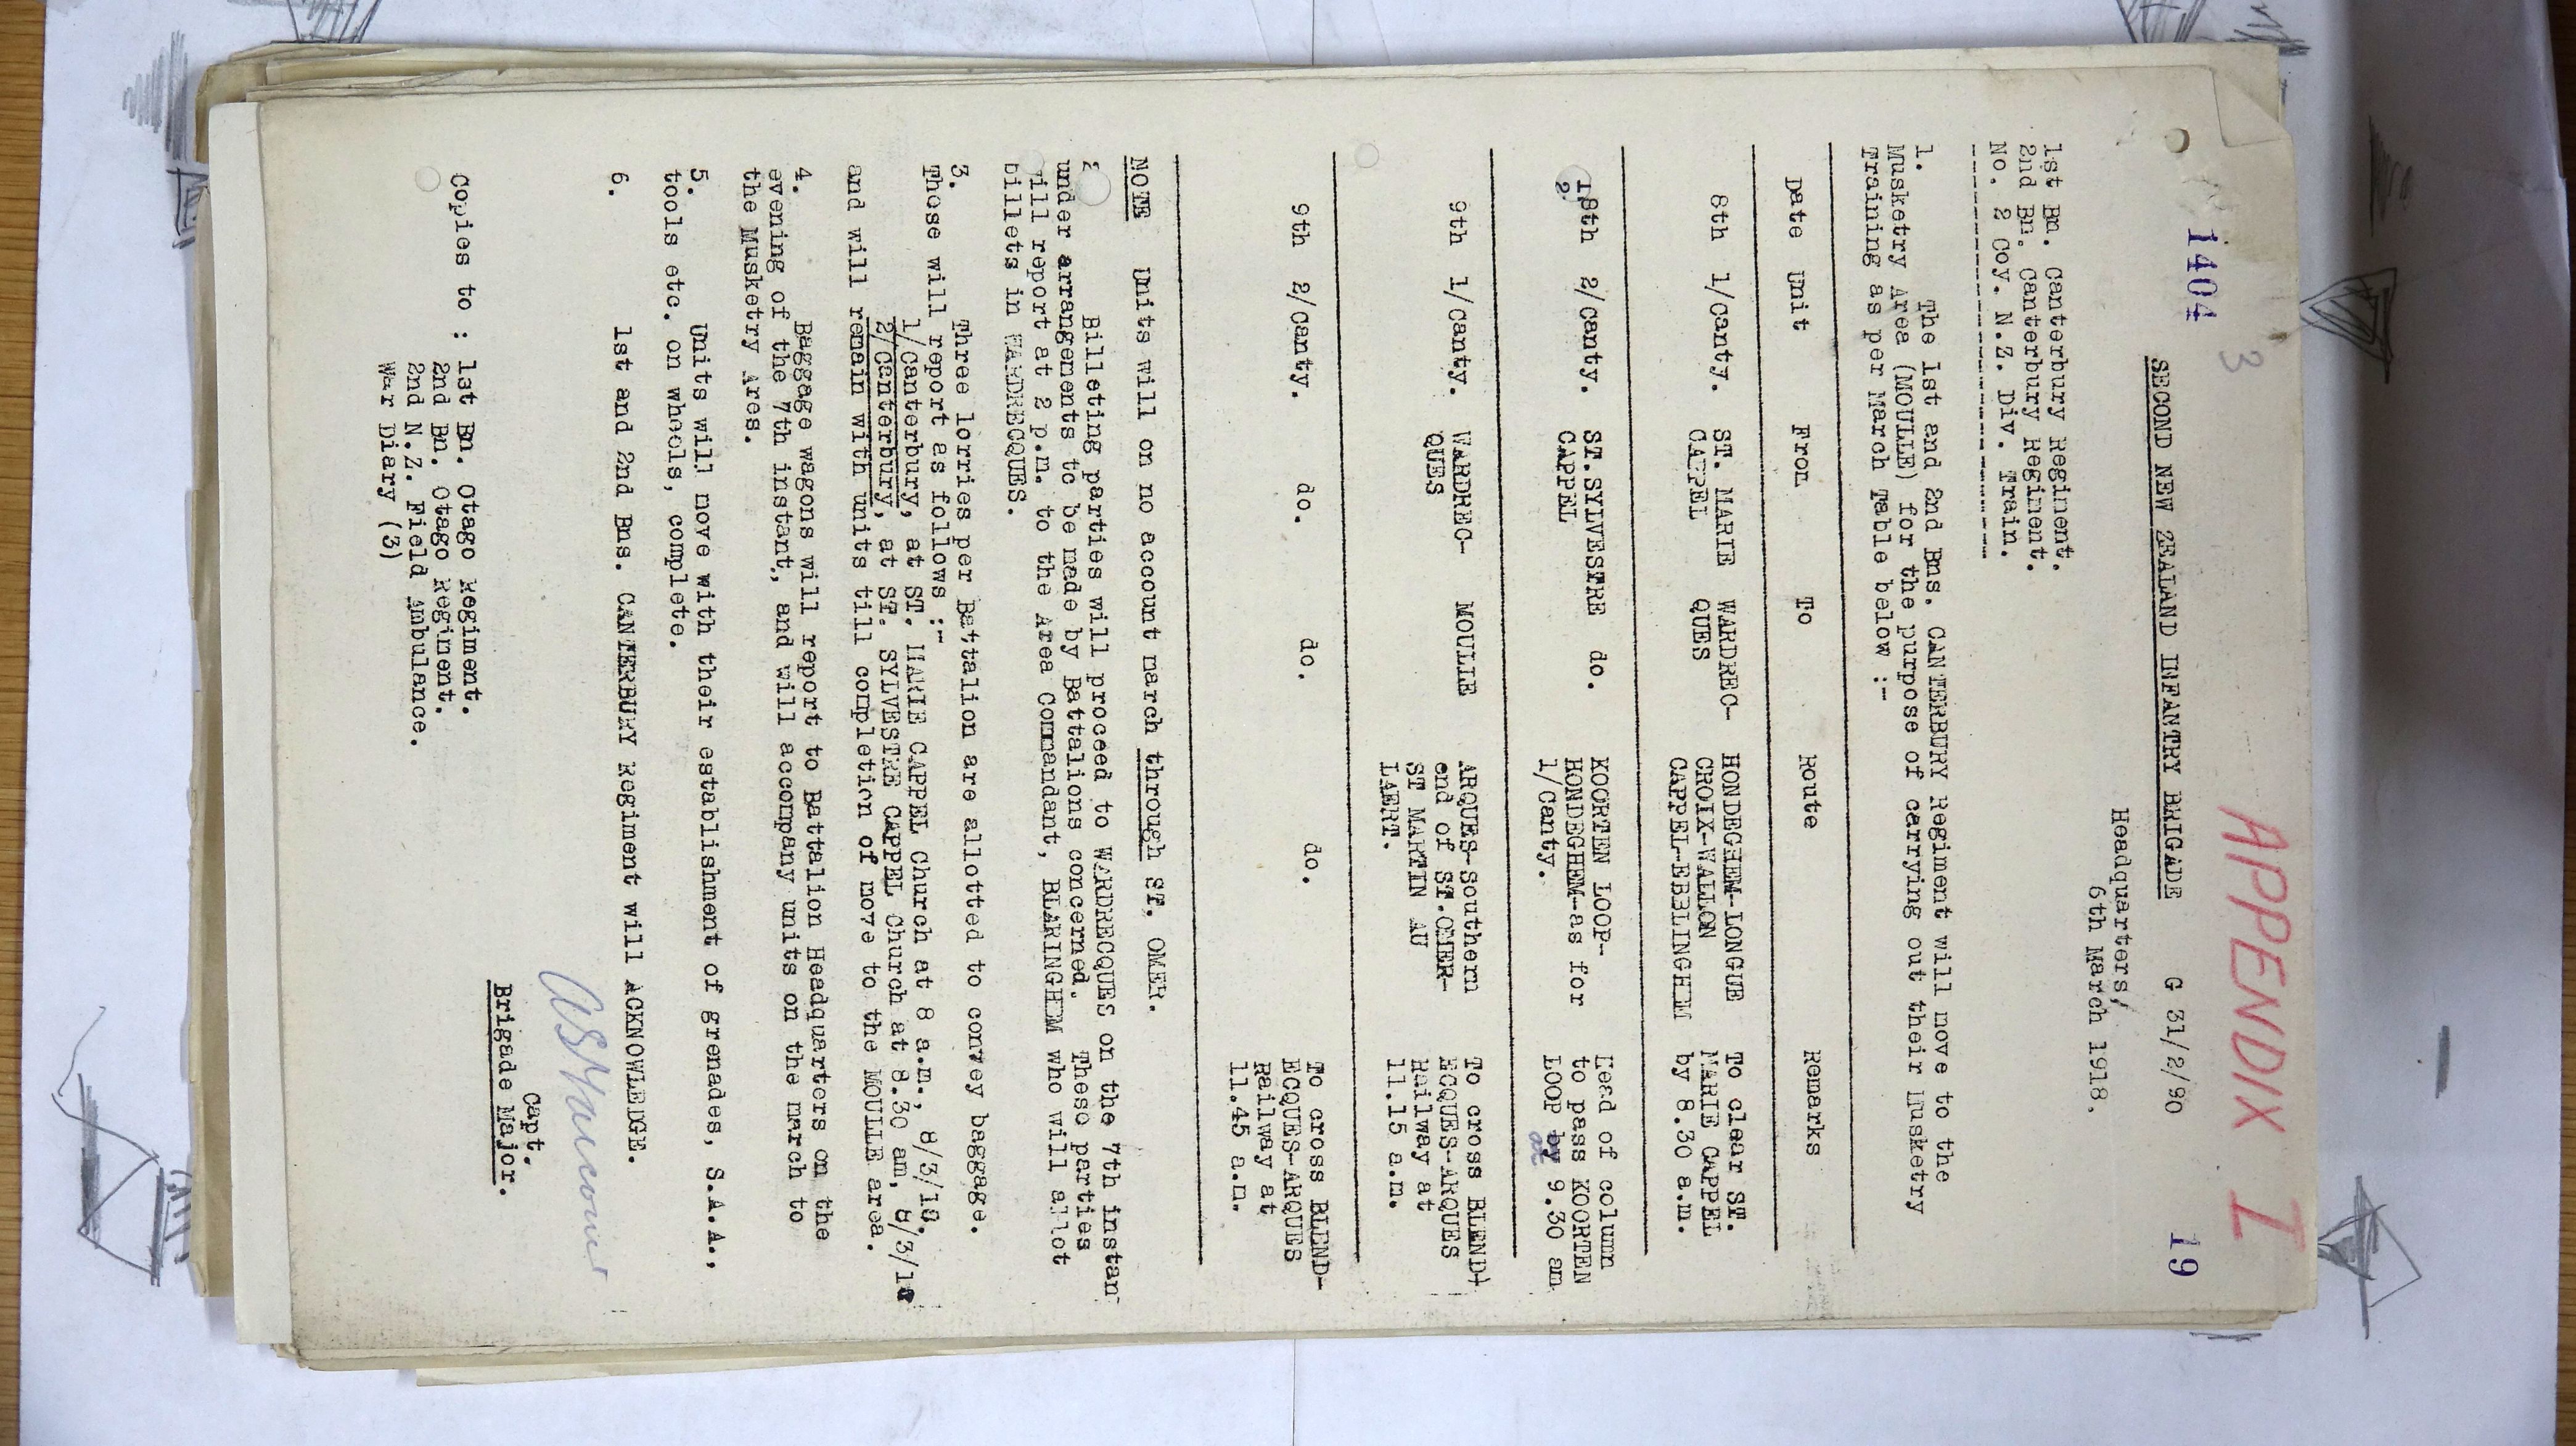 1404
3
APPENDIX I
19
SECOND NEW ZEALAND INFANTRY BRIGADE G 31/2/90
Headquarters,
6th March 1918.
1st Bn. Canterbury Regiment.
2nd Bn. Canterbury Regiment.
No. 2 Coy. N.Z. Div. Train.
1. The 1st and 2nd Bns. CANTERBURY Regiment will move to the
Musketry Area (MOULLE) for the purpose of carrying out their Musketry
Training as per March Table below :-
Date Unit From To Route Remarks
8th 1/Canty. ST. MARIE WARDREC- HONDEGHEM-LONGUE To clear ST.
CAPPEL QUES CROIX-WALLON MARIE CAPPEL
CAPPEL-EBBLINGHEM by 8.30 a.m.
8th 2/Canty. ST.SYLVESTRE do. KOORTEN LOOP- Head of column
CAPPEL HONDEGHEM-as for to pass KOORTEN
1/Canty. LOOP by 9.30 am
9th 1/Canty. WARDREC- MOULLE ARQUES-Southern To cross BLEND-
QUES end of ST.OMER- ECQUES-ARQUES
ST MARTIN AU Railway at
LAERT. 11.15 a.m.
9th 2/Canty. do. do. do. To cross BLEND-
ECQUES-ARQUES
Railway at
11.45 a.m.
NOTE Units will on no account march through ST. OMER.
2 Billeting parties will proceed to WARDRECQUES on the 7th instan
under arrangements to be made by Battalions concerned. These parties
will report at 2 p.m. to the Area Commandant, BLARINGHEM who will allot
billets in WARDRECQUES.
3. Three lorries per Battalion are allotted to convey baggage.
Those will report as follows :-
1/Canterbury, at ST. MARIE CAPPEL Church at 8 a.m., 8/3/18.
2/Canterbury, at ST. SYLVESTRE CAPPEL Church at 8.30 am, 8/3/18
and will remain with units till completion of move to the MOULLE area.
4. Baggage wagons will report to Battalion Headquarters on the
evening of the 7th instant, and will accompany units on the march to
the Musketry Area.
5. Units will move with their establishment of grenades, S.A.A.,
tools etc. on wheels, complete.
6. 1st and 2nd Bns. CANTERBURY Regiment will ACKNOWLEDGE.
Capt.
Brigade Major.
Copies to : 1st Bn. Otago Regiment.
2nd Bn. Otago Regiment.
2nd N.Z. Field Ambulance.
War Diary (3)